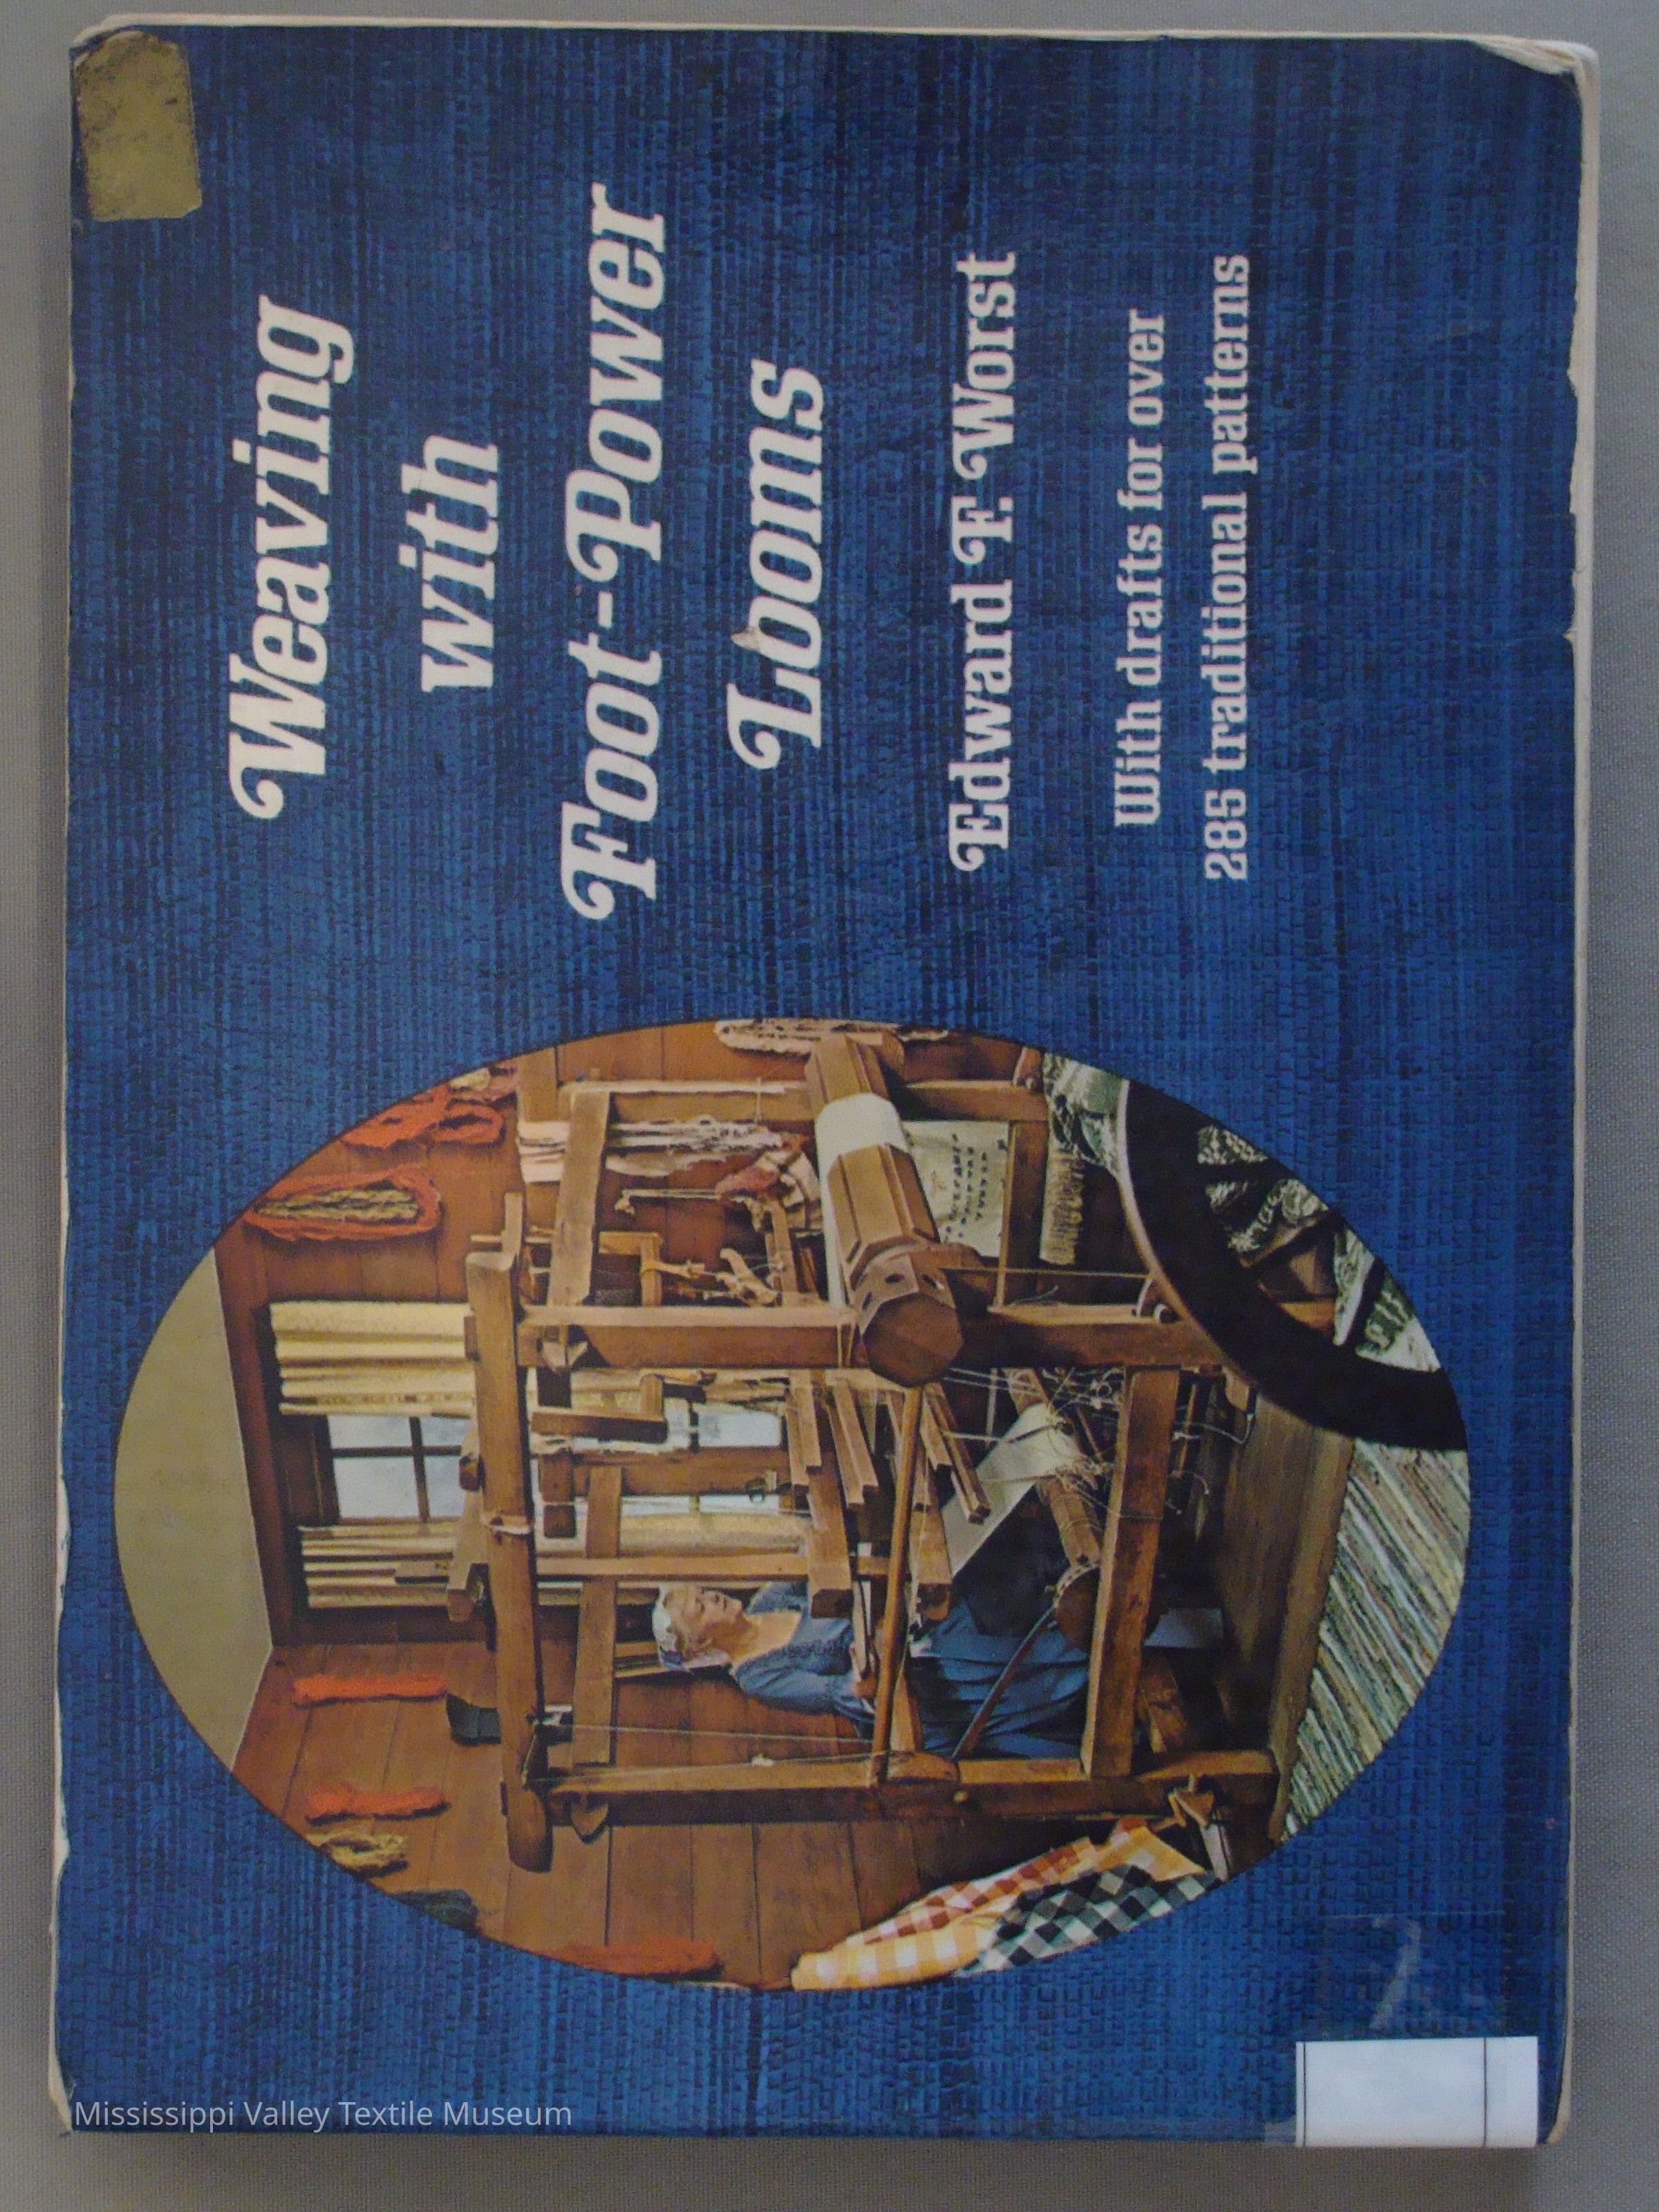 Weaving
with
Foot-Power
Looms
Edward F. Worst
With drafts for over
285 traditional patterns
Mississippi Valley Textile Museum